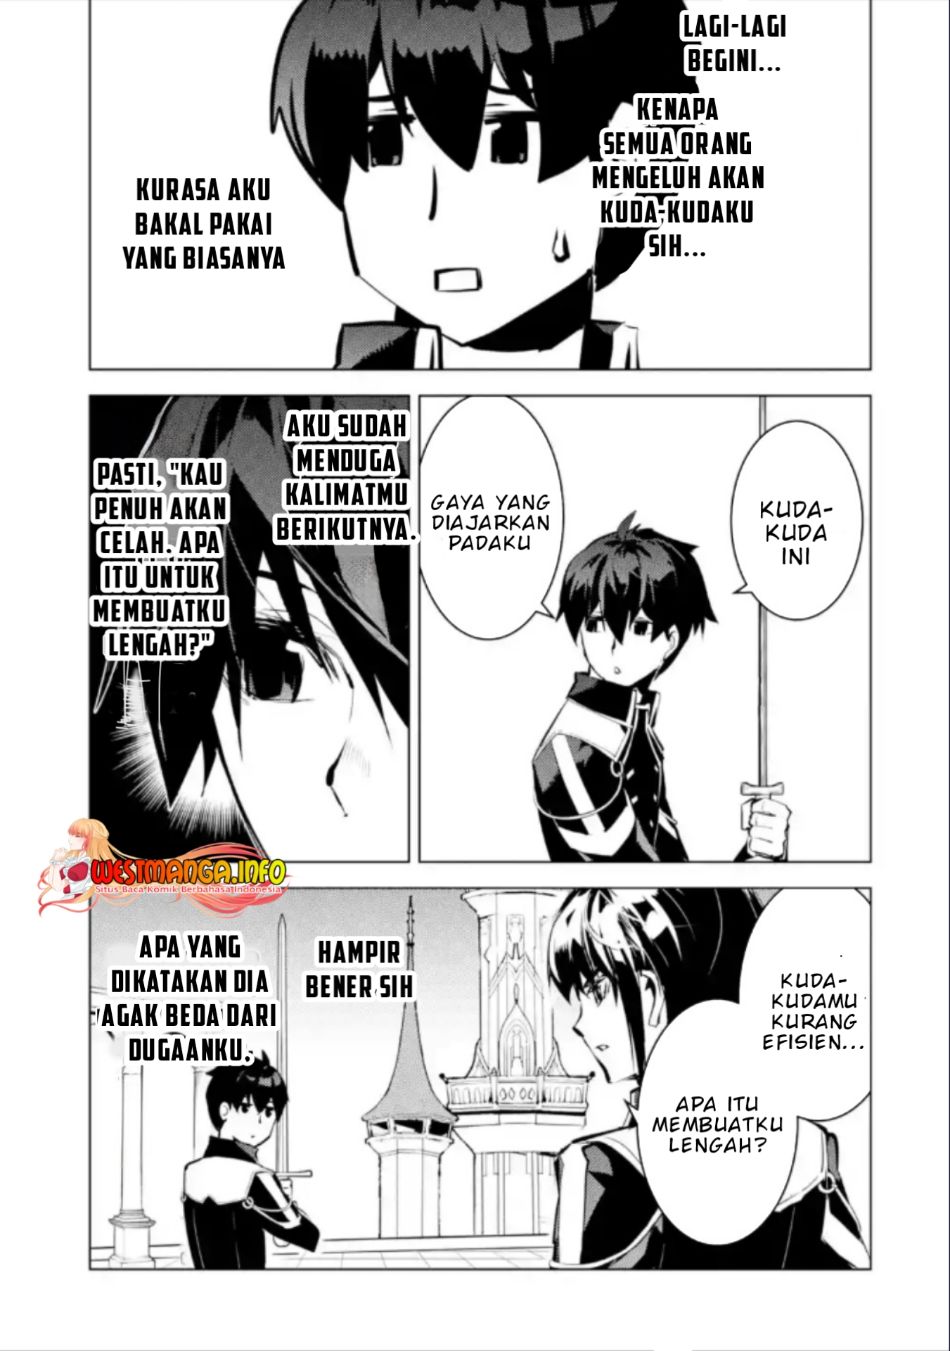 LAGI-LAGI
BEGINI...
KENAPA
SEMUA ORANG
MENGELUH AKAN
KUDA-KUDAKU
SIH...
KURASA AKU
BAKAL PAKAI
YANG BIASANYA
KUDA-
KUDA
INI
GAYA YANG
DIAJARKAN
PADAKU
AKU SUDAH
MENDUGA
KALIMATMU
BERIKUTNYA.
PASTI, "KAU
PENUH AKAN
CELAH. APA
ITU UNTUK
MEMBUATKU
LENGAH?"
WESTMANGA.INFO
Situs Baca Komik Berbahasa Indonesia
KUDA-
KUDAMU
KURANG
EFISIEN...
APA ITU
MEMBUATKU
LENGAH?
HAMPIR
BENER SIH
APA YANG
DIKATAKAN DIA
AGAK BEDA DARI
DUGAANKU.